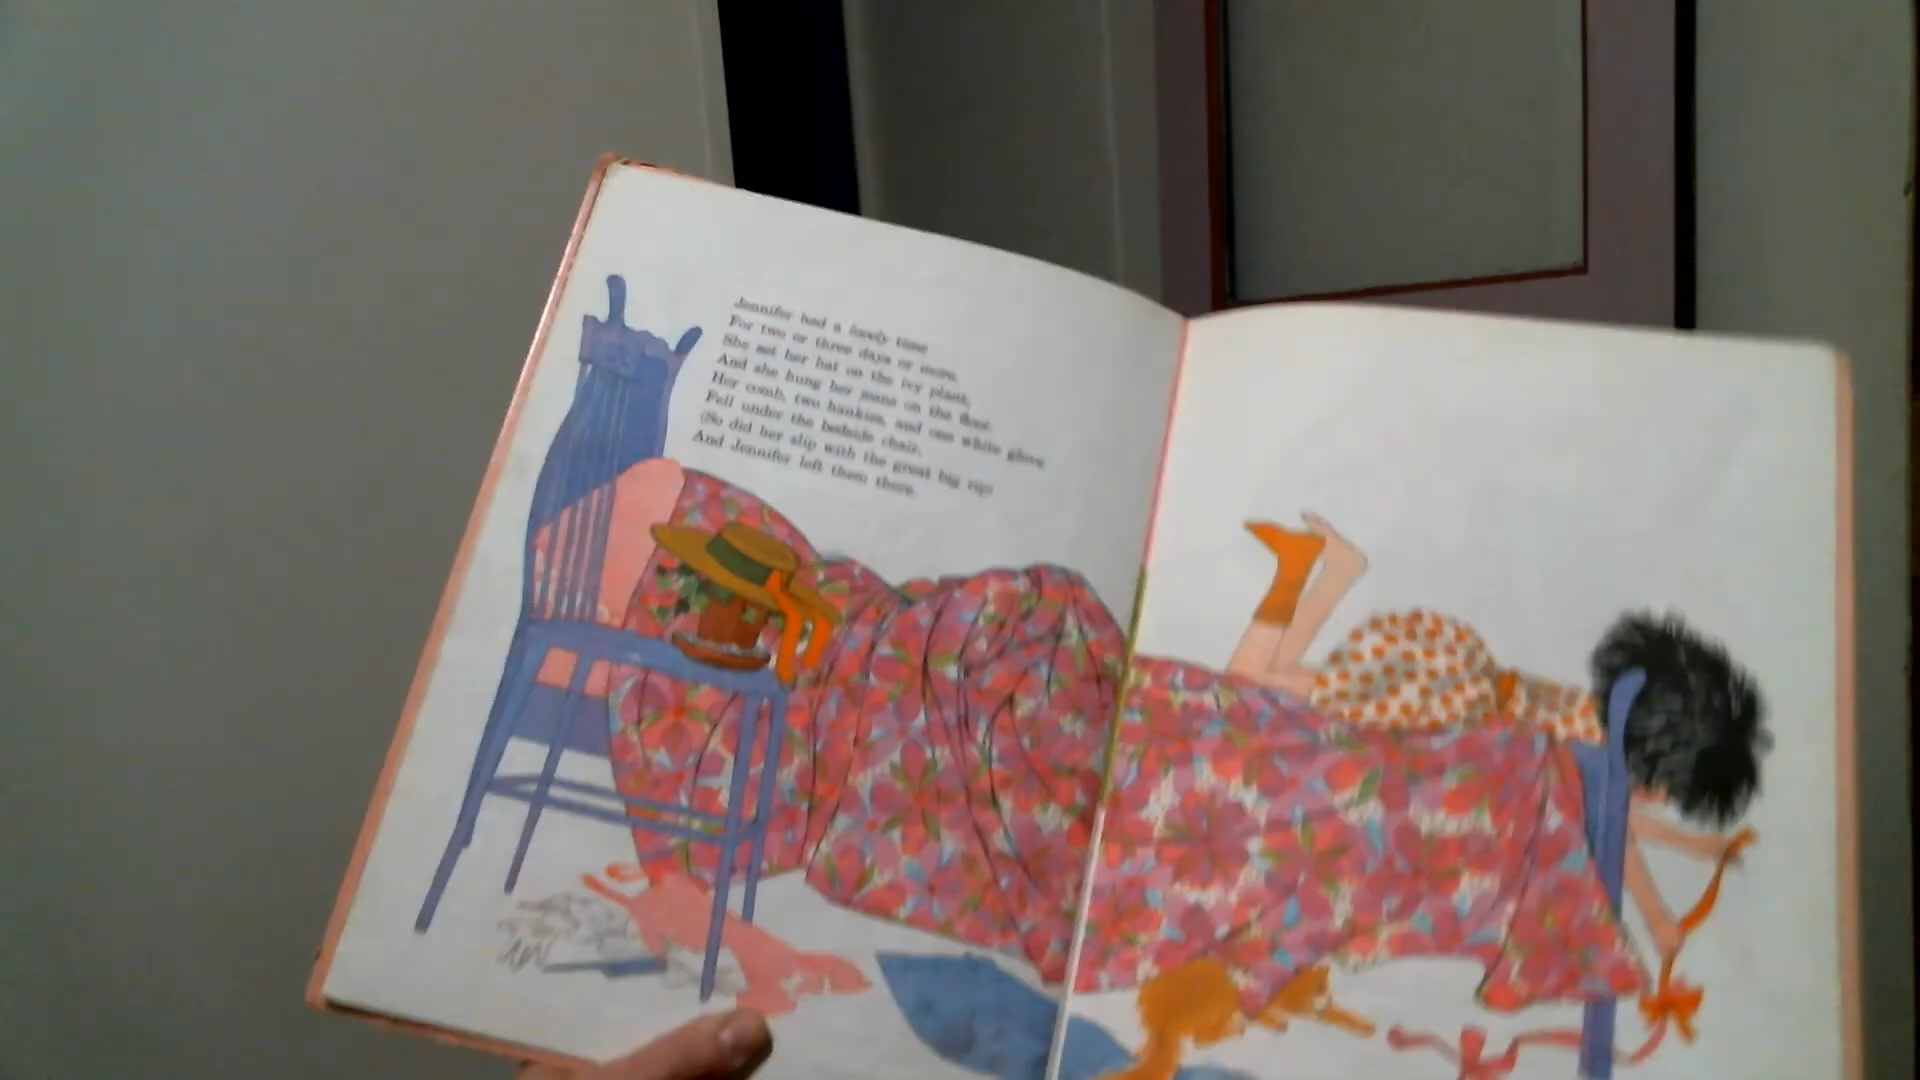 Jennifer had a lovely time
For two or three days or more.
She set her hat on the ivy plant,
And she hung her jeans on the floor.
Her comb, two hankies, and one white glove
Fell under the bedside chair,
(So did her slip with the great big rip)
And Jennifer left them there.